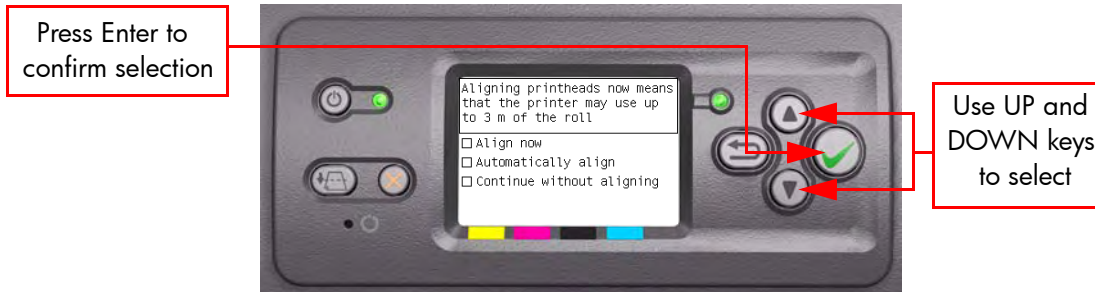 Press Enter to
confirm selection
Aligning printheads now means
that the printer may use up
to 3 m of the roll
Align now
Automatically align
Continue without aligning
Use UP and
DOWN keys
to select